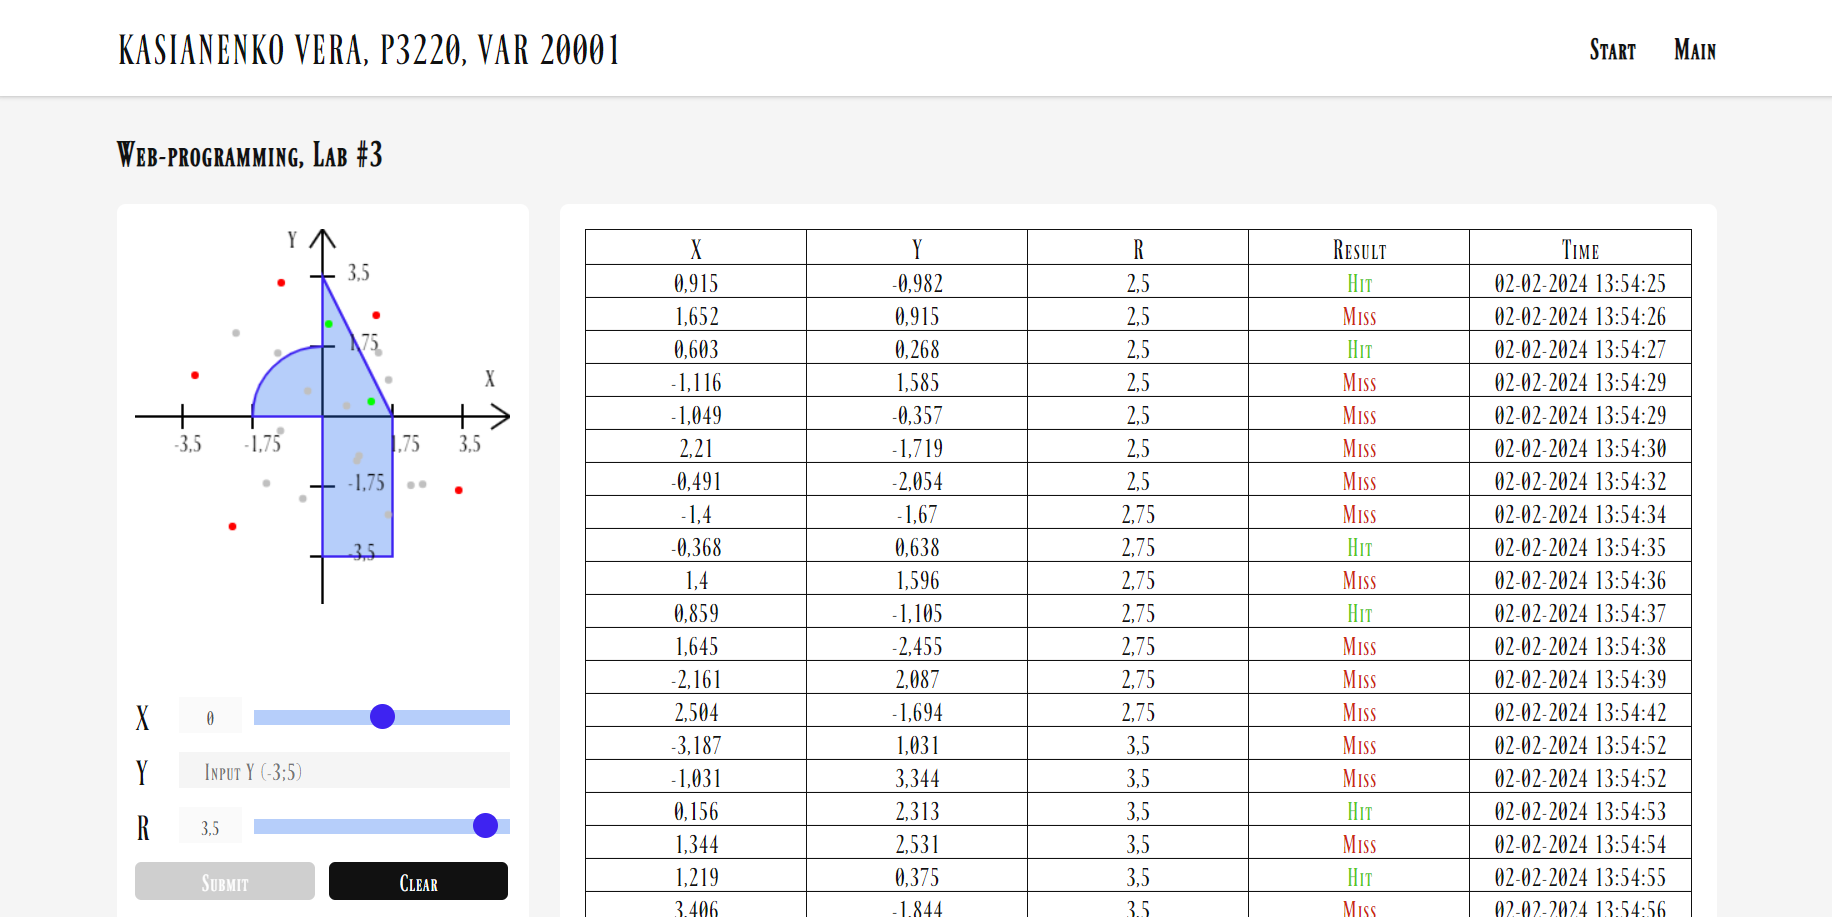 KASIANENKO VERA, P3220, VAR 20001
Start Main
Web-programming, Lab #3
Y
3,5
1,75
X
-3,5 -1,75 1,75 3,5
-1,75
-3,5
X 0
Y Input Y (-3;5)
R 3,5
Submit Clear
X Y R Result Time
0,915 -0,982 2,5 Hit 02-02-2024 13:54:25
1,652 0,915 2,5 Miss 02-02-2024 13:54:26
0,603 0,268 2,5 Hit 02-02-2024 13:54:27
-1,116 1,585 2,5 Miss 02-02-2024 13:54:29
-1,049 -0,357 2,5 Miss 02-02-2024 13:54:29
2,21 -1,719 2,5 Miss 02-02-2024 13:54:30
-0,491 -2,054 2,5 Miss 02-02-2024 13:54:32
-1,4 -1,67 2,75 Miss 02-02-2024 13:54:34
-0,368 0,638 2,75 Hit 02-02-2024 13:54:35
1,4 1,596 2,75 Miss 02-02-2024 13:54:36
0,859 -1,105 2,75 Hit 02-02-2024 13:54:37
1,645 -2,455 2,75 Miss 02-02-2024 13:54:38
-2,161 2,087 2,75 Miss 02-02-2024 13:54:39
2,504 -1,694 2,75 Miss 02-02-2024 13:54:42
-3,187 1,031 3,5 Miss 02-02-2024 13:54:52
-1,031 3,344 3,5 Miss 02-02-2024 13:54:52
0,156 2,313 3,5 Hit 02-02-2024 13:54:53
1,344 2,531 3,5 Miss 02-02-2024 13:54:54
1,219 0,375 3,5 Hit 02-02-2024 13:54:55
3,406 -1,844 3,5 Miss 02-02-2024 13:54:56